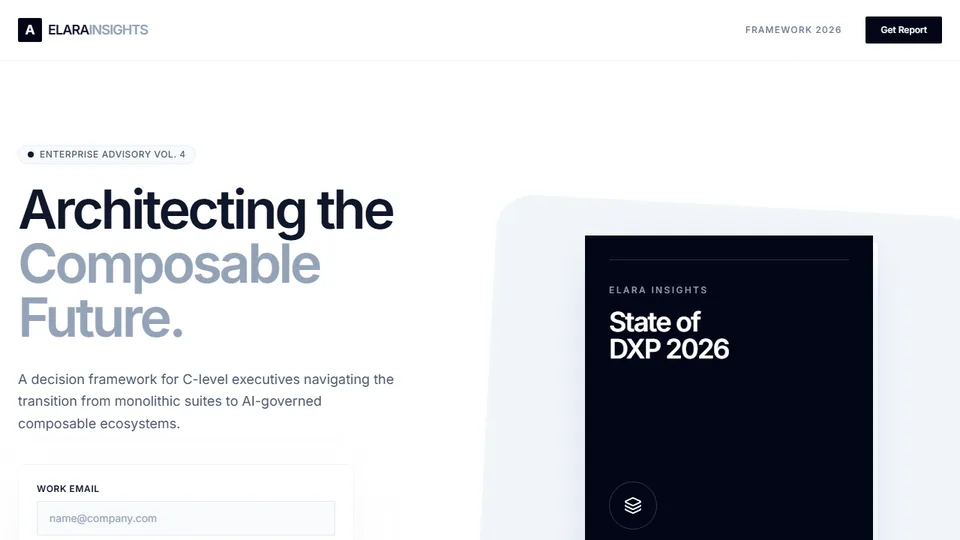 A ELARAINSIGHTS
FRAMEWORK 2026
Get Report
ENTERPRISE ADVISORY VOL. 4
Architecting the
Composable
Future.
A decision framework for C-level executives navigating the
transition from monolithic suites to AI-governed
composable ecosystems.
WORK EMAIL
name@company.com
ELARA INSIGHTS
State of
DXP 2026